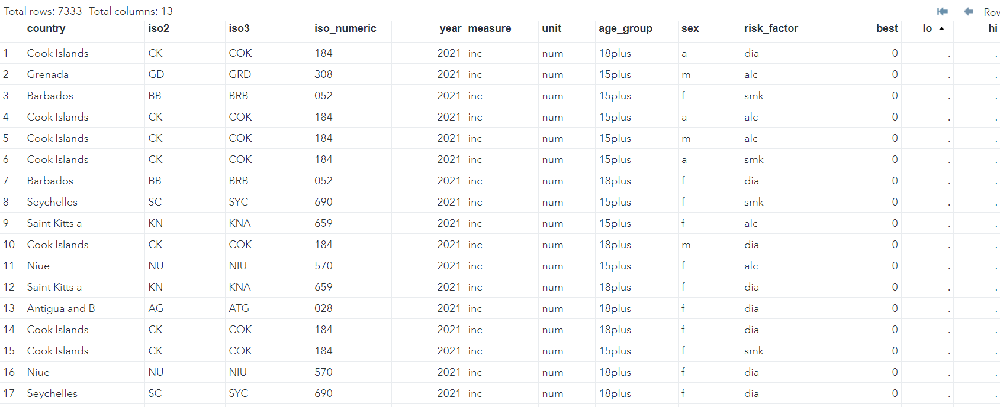 Total rows: 7333 Total columns: 13 Rov
country iso2 iso3 iso_numeric year measure unit age_group sex risk_factor best lo hi
1 Cook Islands CK COK 184 2021 inc num 18plus a dia 0 . .
2 Grenada GD GRD 308 2021 inc num 15plus m alc 0 . .
3 Barbados BB BRB 052 2021 inc num 15plus f smk 0 . .
4 Cook Islands CK COK 184 2021 inc num 15plus a alc 0 . .
5 Cook Islands CK COK 184 2021 inc num 15plus m alc 0 . .
6 Cook Islands CK COK 184 2021 inc num 15plus a smk 0 . .
7 Barbados BB BRB 052 2021 inc num 18plus f dia 0 . .
8 Seychelles SC SYC 690 2021 inc num 15plus f smk 0 . .
9 Saint Kitts a KN KNA 659 2021 inc num 15plus f alc 0 . .
10 Cook Islands CK COK 184 2021 inc num 18plus m dia 0 . .
11 Niue NU NIU 570 2021 inc num 15plus f alc 0 . .
12 Saint Kitts a KN KNA 659 2021 inc num 18plus f dia 0 . .
13 Antigua and B AG ATG 028 2021 inc num 18plus f dia 0 . .
14 Cook Islands CK COK 184 2021 inc num 18plus f dia 0 . .
15 Cook Islands CK COK 184 2021 inc num 15plus f smk 0 . .
16 Niue NU NIU 570 2021 inc num 18plus f dia 0 . .
17 Seychelles SC SYC 690 2021 inc num 18plus f dia 0 . .